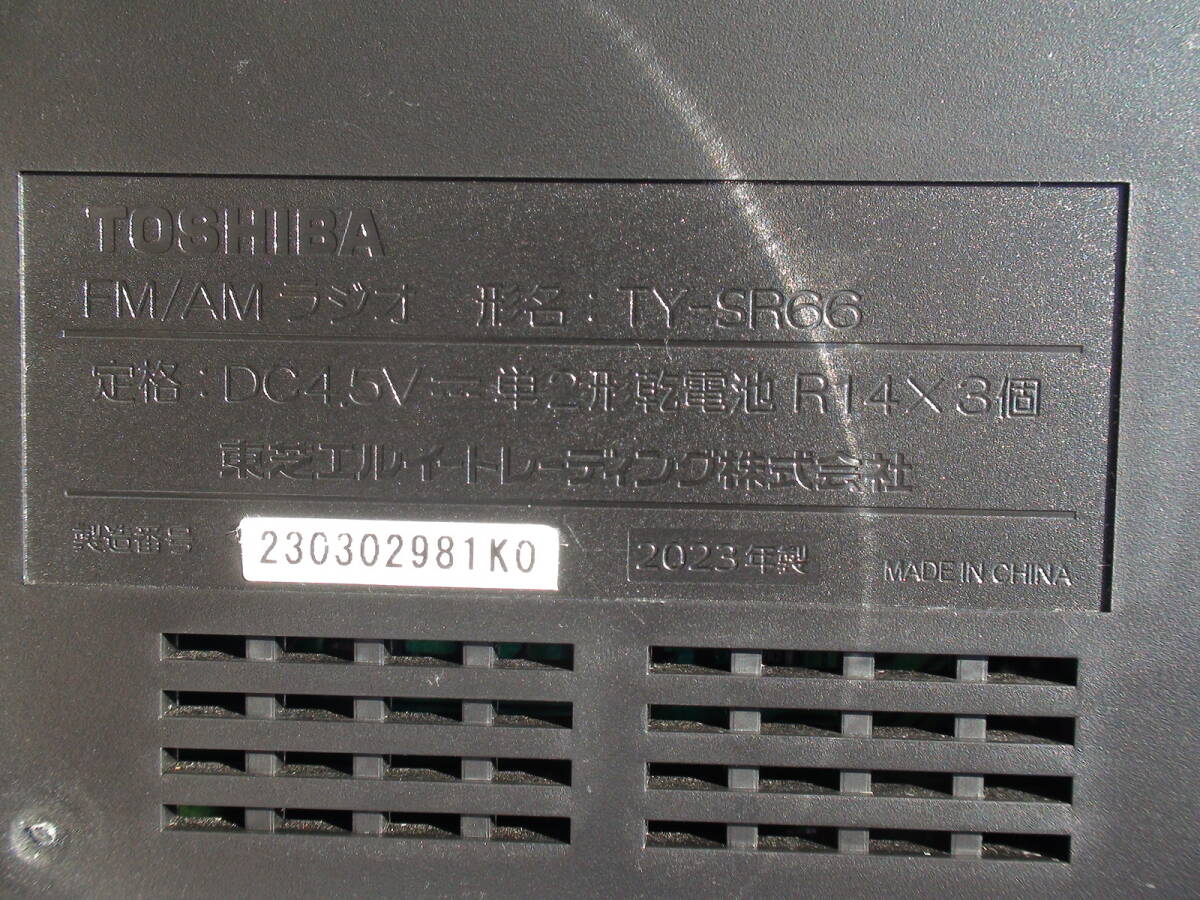 TOSHIBA
FM/AM ラジオ 形名：TY-SR66
定格：DC4.5V⎓単2形乾電池 R14×3個
東芝エルイートレーディング株式会社
製造番号 230302981K0 2023年製 MADE IN CHINA